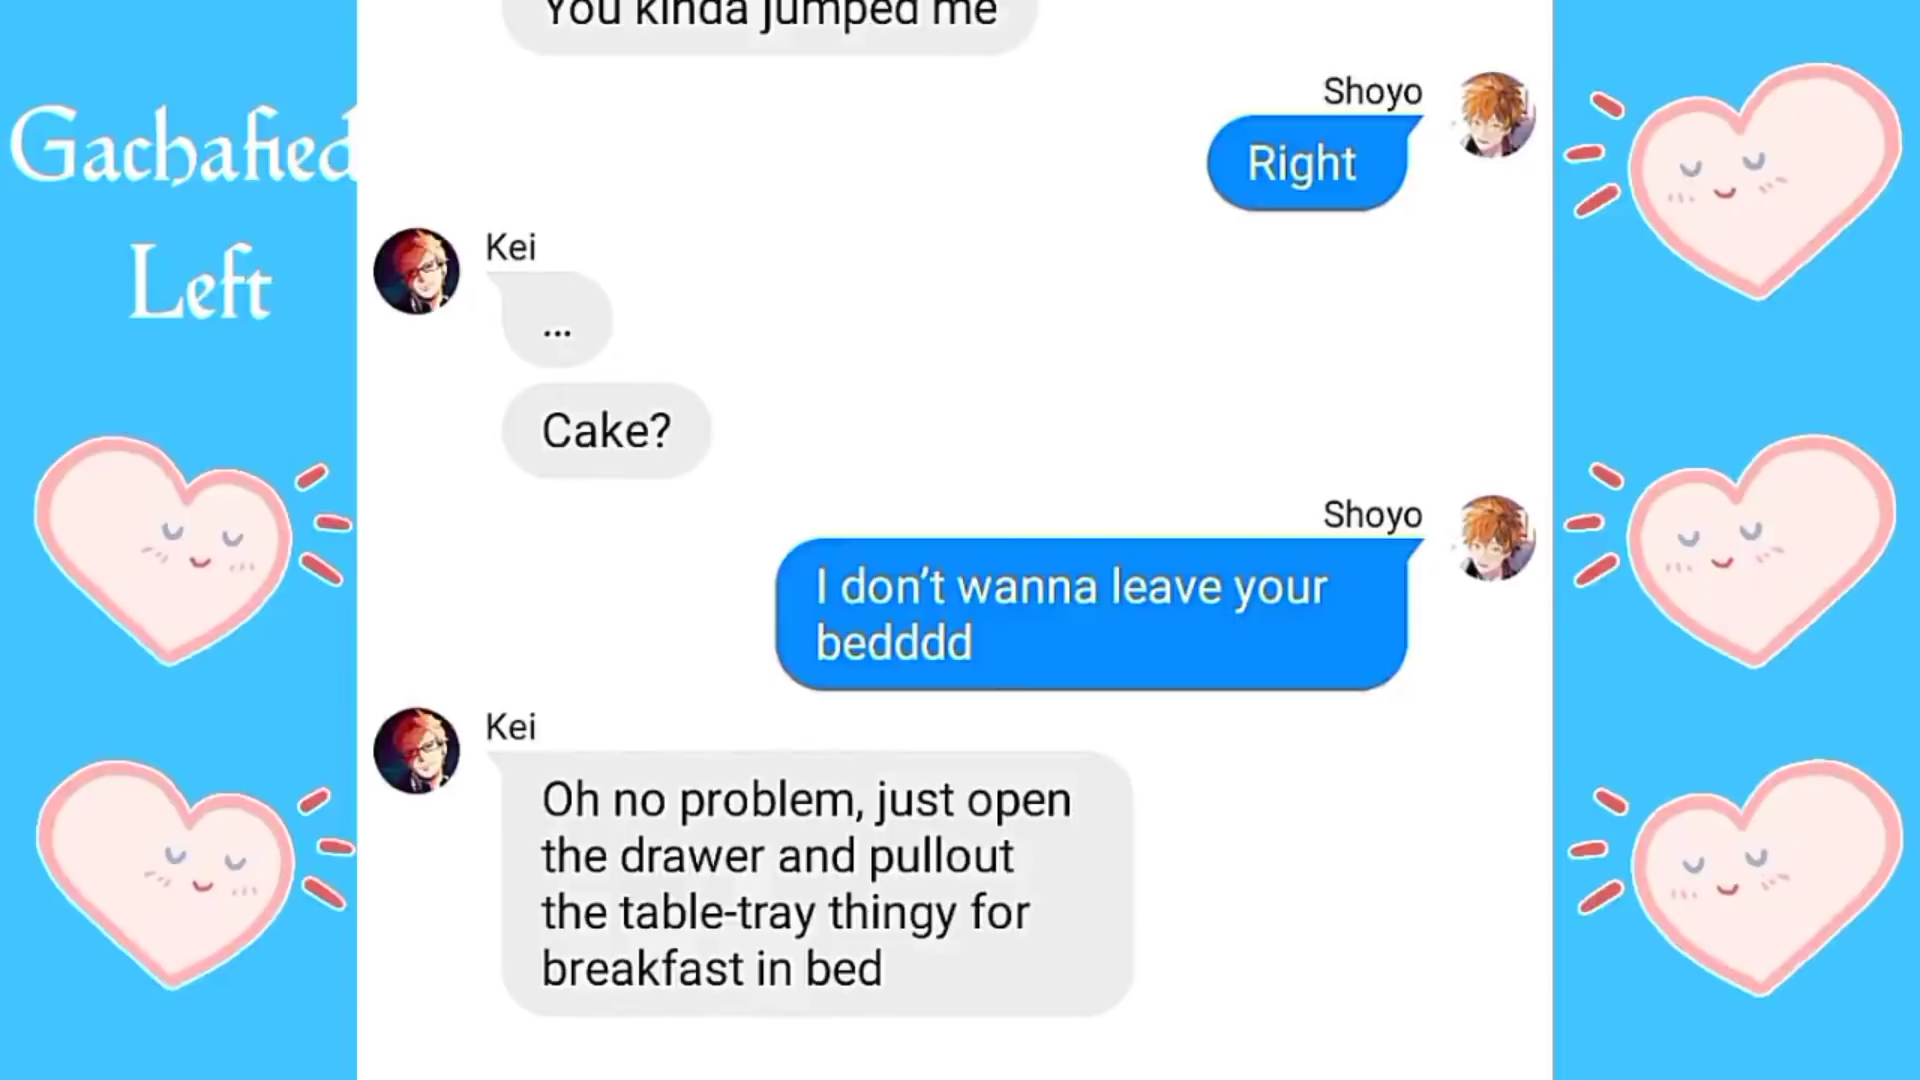 You kinda jumped me
Gachafied
Left
Shoyo
Right
Kei
...
Cake?
Shoyo
I don't wanna leave your
bedddd
Kei
Oh no problem, just open
the drawer and pullout
the table-tray thingy for
breakfast in bed